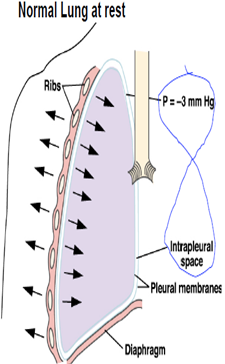 Normal Lung at rest
Ribs
P = –3 mm Hg
Intrapleural
space
Pleural membranes
Diaphragm